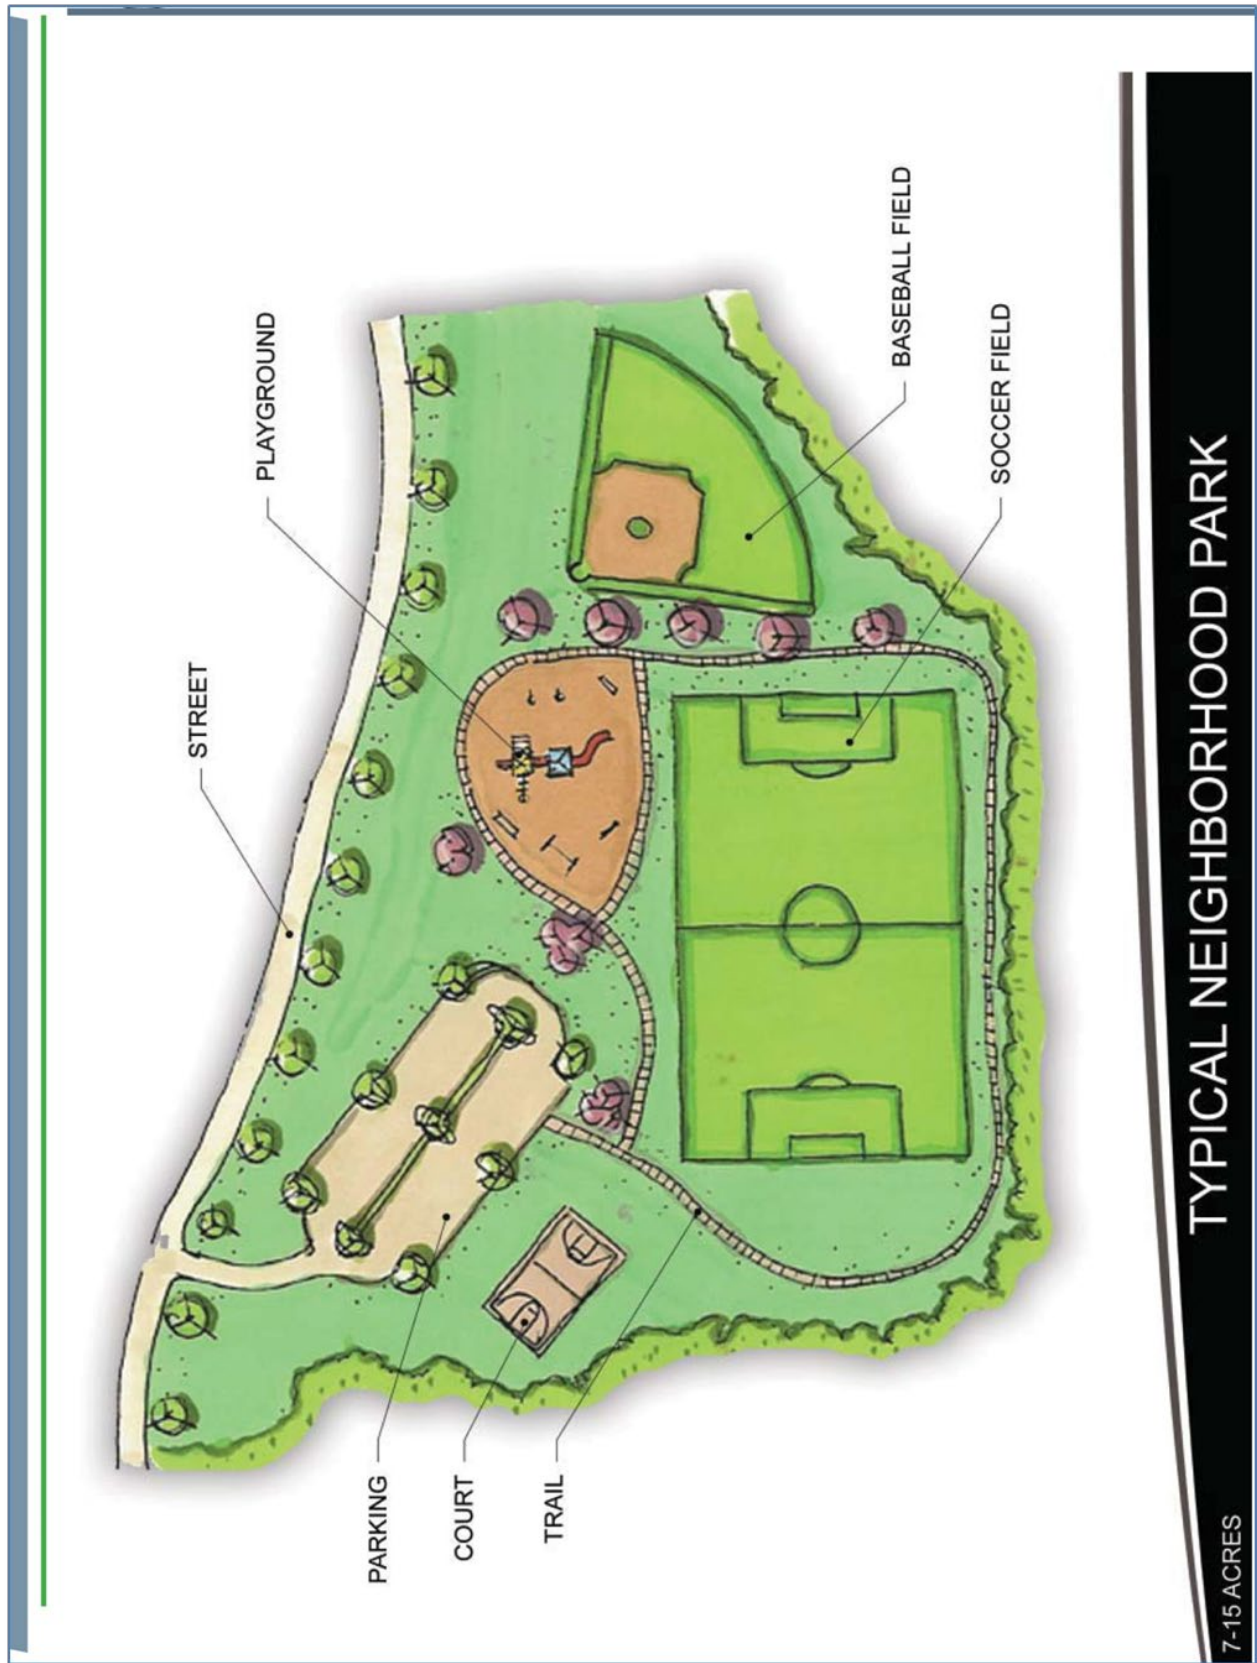 STREET
PLAYGROUND
PARKING
COURT
TRAIL
BASEBALL FIELD
SOCCER FIELD
TYPICAL NEIGHBORHOOD PARK
7-15 ACRES